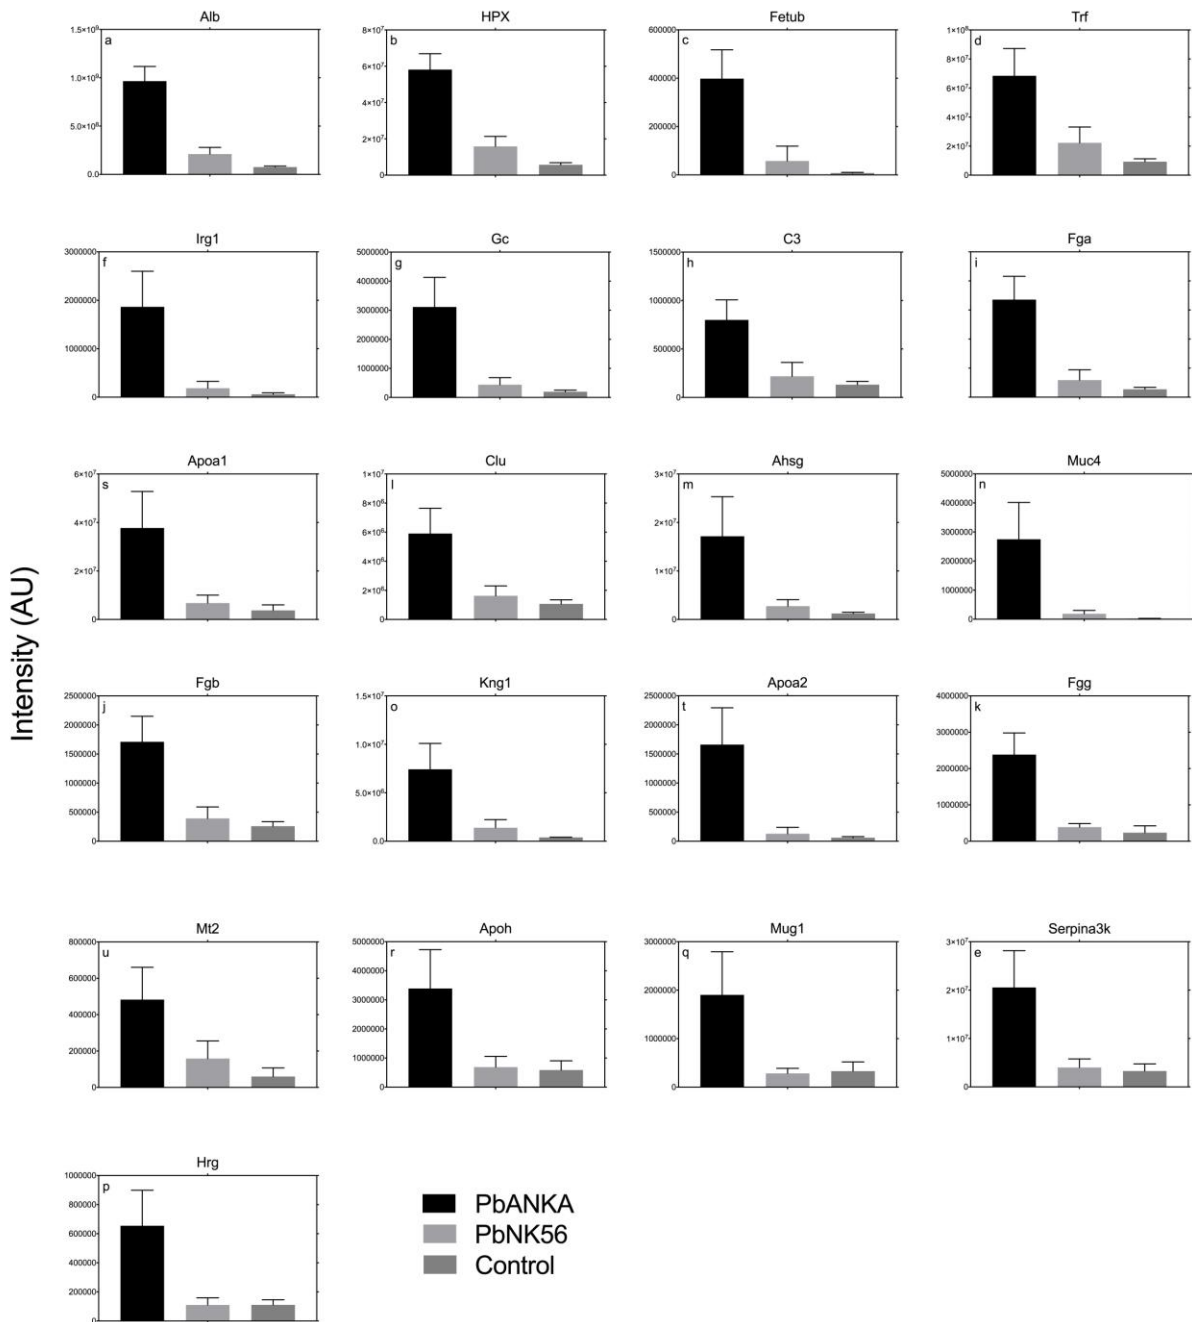 Intensity (AU)
Alb
a
1.5×10⁹
1.0×10⁹
5.0×10⁸
0.0
HPX
b
8×10⁷
6×10⁷
4×10⁷
2×10⁷
0
Fetub
c
600000
400000
200000
0
Trf
d
1×10⁸
8×10⁷
6×10⁷
4×10⁷
2×10⁷
0
Irg1
f
3000000
2000000
1000000
0
Gc
g
5000000
4000000
3000000
2000000
1000000
0
C3
h
1500000
1000000
500000
0
Fga
i
Apoa1
s
6×10⁷
4×10⁷
2×10⁷
0
Clu
l
1×10⁷
8×10⁶
6×10⁶
4×10⁶
2×10⁶
0
Ahsg
m
3×10⁷
2×10⁷
1×10⁷
0
Muc4
n
5000000
4000000
3000000
2000000
1000000
0
Fgb
j
2500000
2000000
1500000
1000000
500000
0
Kng1
o
1.5×10⁷
1.0×10⁷
5.0×10⁶
0.0
Apoa2
t
2500000
2000000
1500000
1000000
500000
0
Fgg
k
4000000
3000000
2000000
1000000
0
Mt2
u
800000
600000
400000
200000
0
Apoh
r
5000000
4000000
3000000
2000000
1000000
0
Mug1
q
3000000
2000000
1000000
0
Serpina3k
e
3×10⁷
2×10⁷
1×10⁷
0
Hrg
p
1000000
800000
600000
400000
200000
0
PbANKA
PbNK56
Control